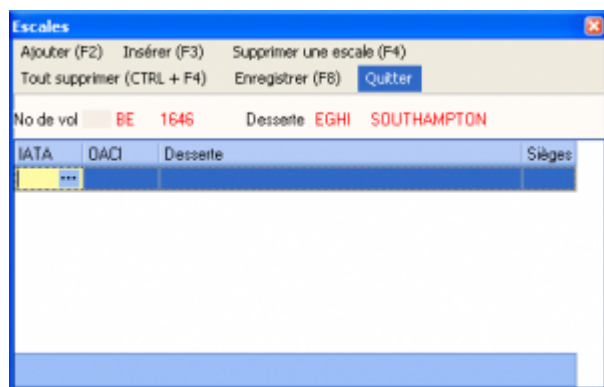 Escales
Ajouter (F2) Insérer (F3) Supprimer une escale (F4)
Tout supprimer (CTRL + F4) Enregistrer (F8) Quitter
No de vol BE 1646 Desserte EGHI SOUTHAMPTON
IATA OACI Desserte Sièges